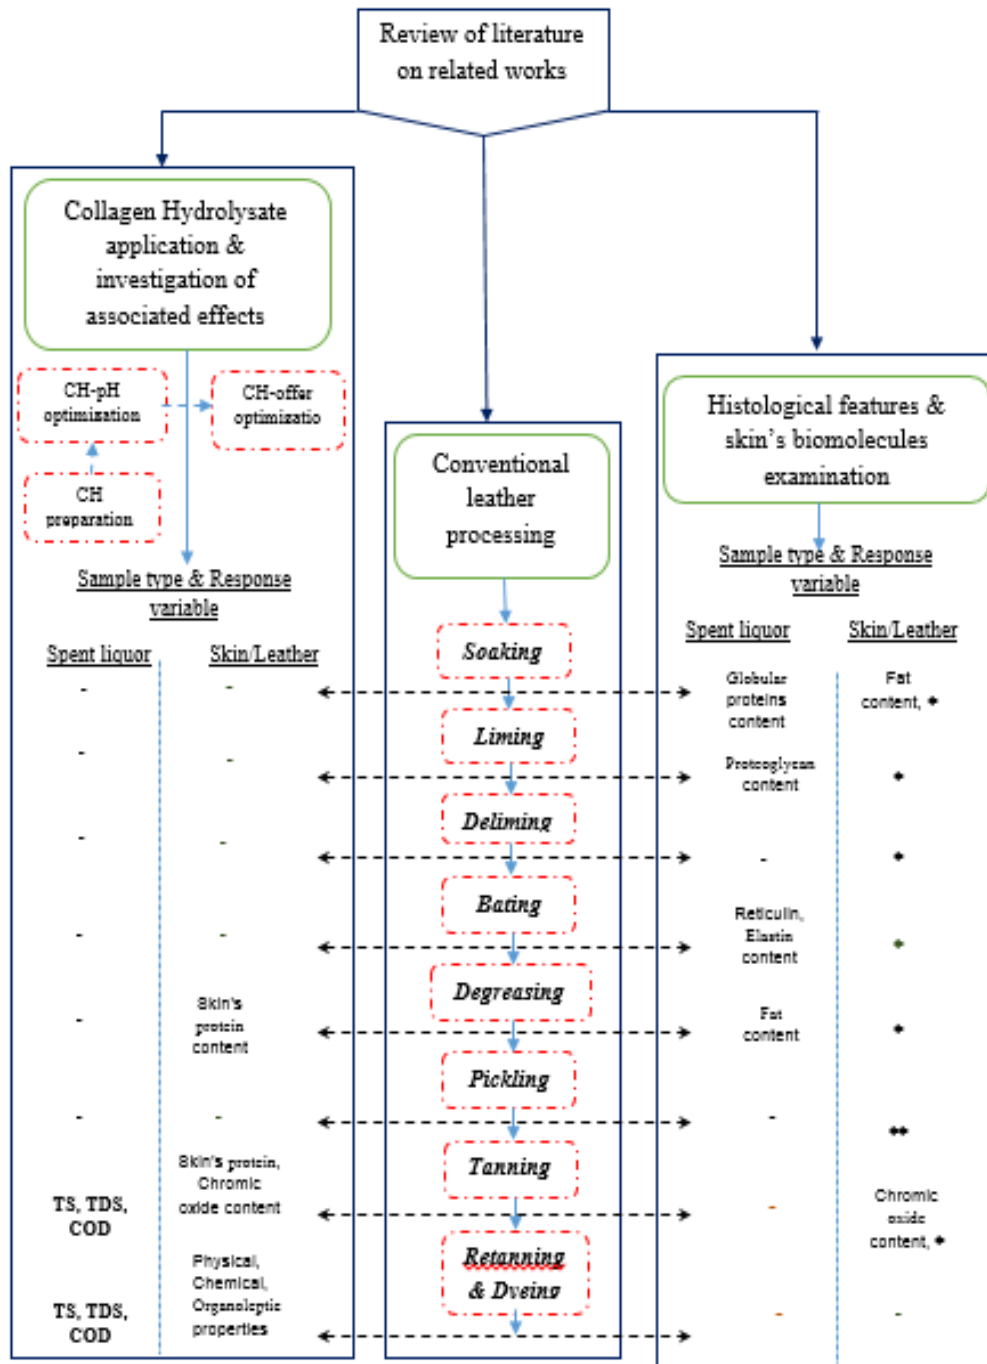 Review of literature
on related works
Collagen Hydrolysate
application &
investigation of
associated effects
CH-pH
optimization
CH-offer
optimizatio
CH
preparation
Sample type & Response
variable
Spent liquor
Skin/Leather
-
-
-
-
-
-
-
-
-
Skin's
protein
content
-
-
TS, TDS,
COD
Skin's protein,
Chromic
oxide content
TS, TDS,
COD
Physical,
Chemical,
Organoleptic
properties
Conventional
leather
processing
Soaking
Liming
Deliming
Bating
Degreasing
Pickling
Tanning
Retanning
& Dyeing
Histological features &
skin's biomolecules
examination
Sample type & Response
variable
Spent liquor
Skin/Leather
Globular
proteins
content
Fat
content, *
Proteoglycan
content
*
-
*
Reticulin,
Elastin
content
*
Fat
content
*
-
**
-
Chromic
oxide
content, *
-
-